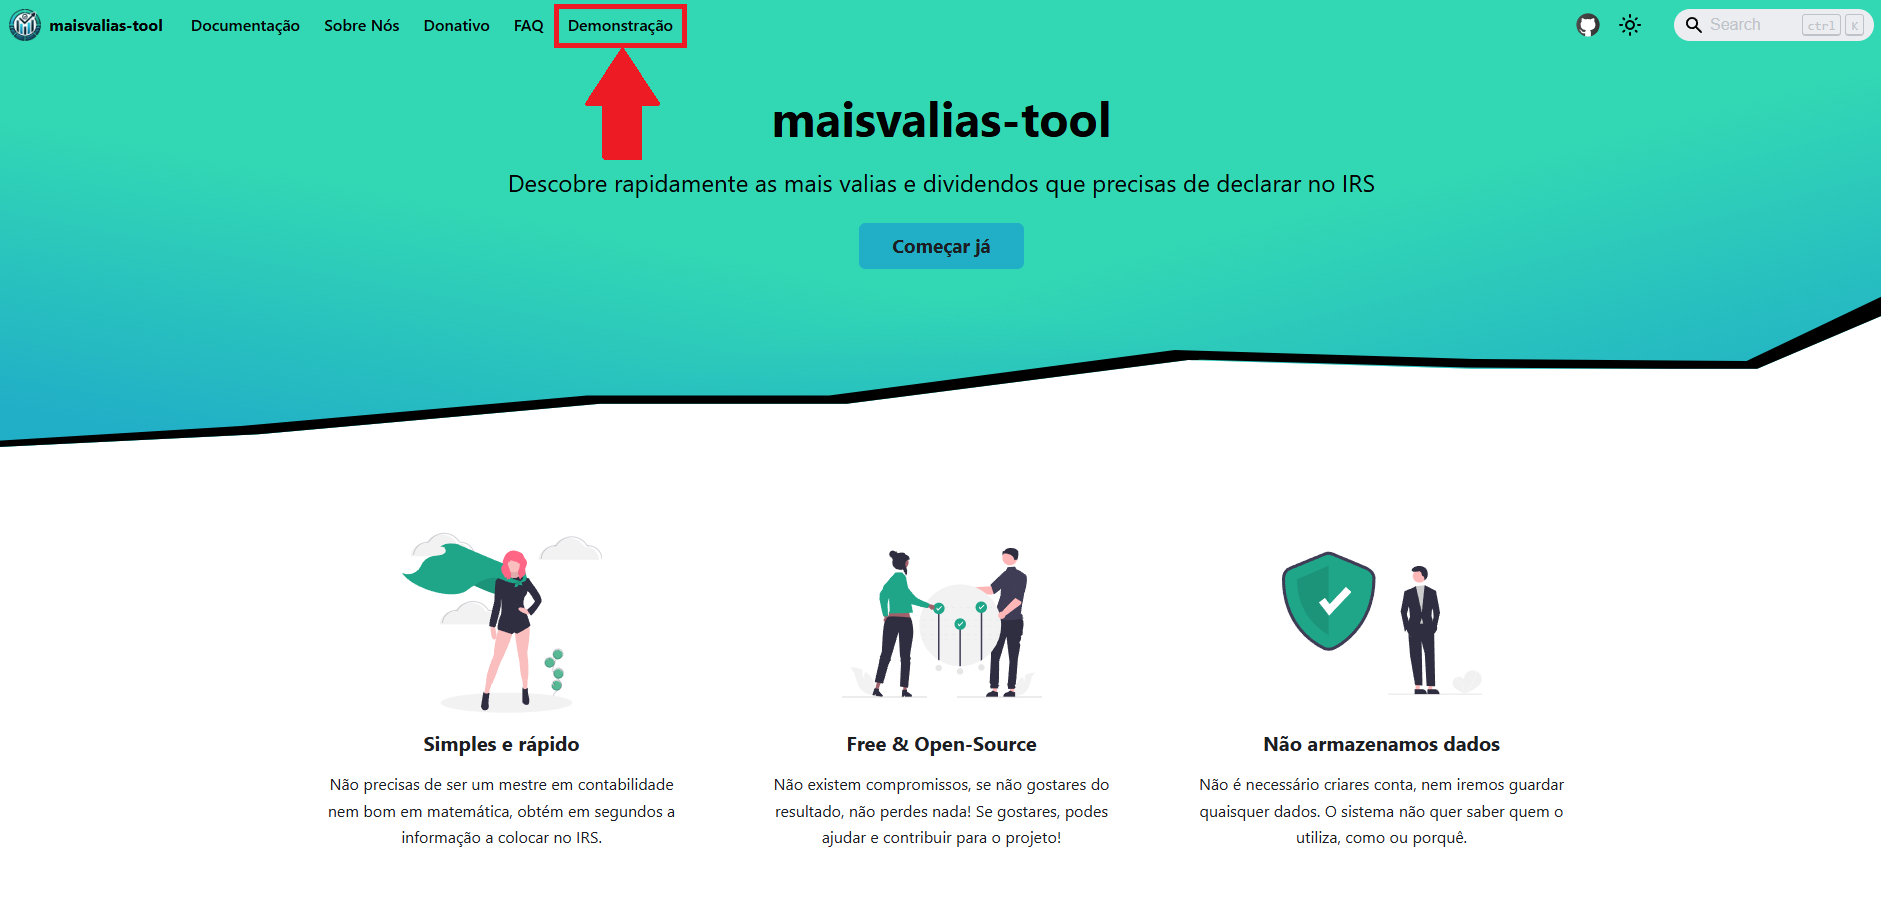 maisvalias-tool Documentação Sobre Nós Donativo FAQ Demonstração Search ctrl K
maisvalias-tool
Descobre rapidamente as mais valias e dividendos que precisas de declarar no IRS
Começar já
Simples e rápido
Não precisas de ser um mestre em contabilidade
nem bom em matemática, obtém em segundos a
informação a colocar no IRS.
Free & Open-Source
Não existem compromissos, se não gostares do
resultado, não perdes nada! Se gostares, podes
ajudar e contribuir para o projeto!
Não armazenamos dados
Não é necessário criares conta, nem iremos guardar
quaisquer dados. O sistema não quer saber quem o
utiliza, como ou porquê.